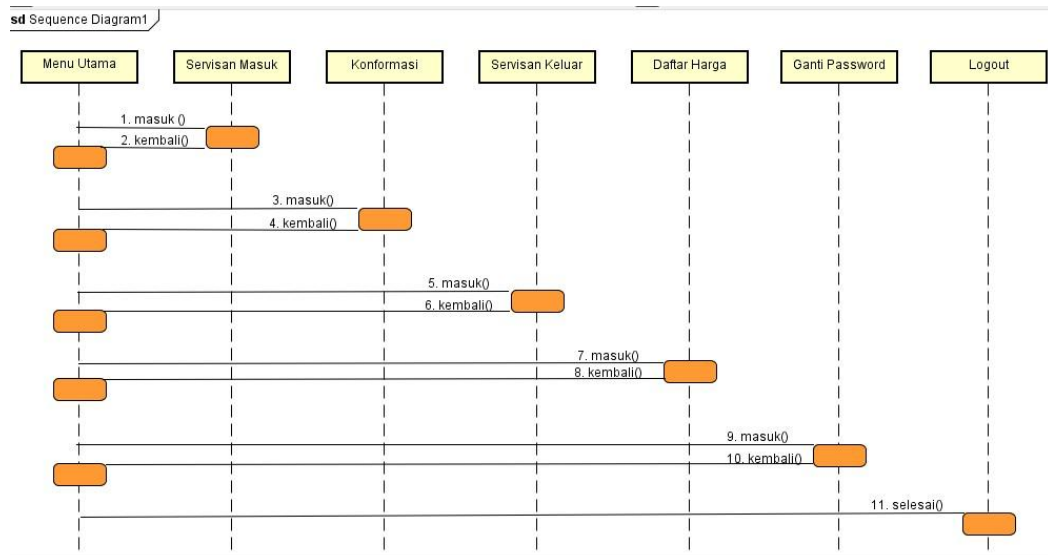 sd Sequence Diagram1
Menu Utama
Servisan Masuk
Konformasi
Servisan Keluar
Daftar Harga
Ganti Password
Logout
1. masuk ()
2. kembali()
3. masuk()
4. kembali()
5. masuk()
6. kembali()
7. masuk()
8. kembali()
9. masuk()
10. kembali()
11. selesai()